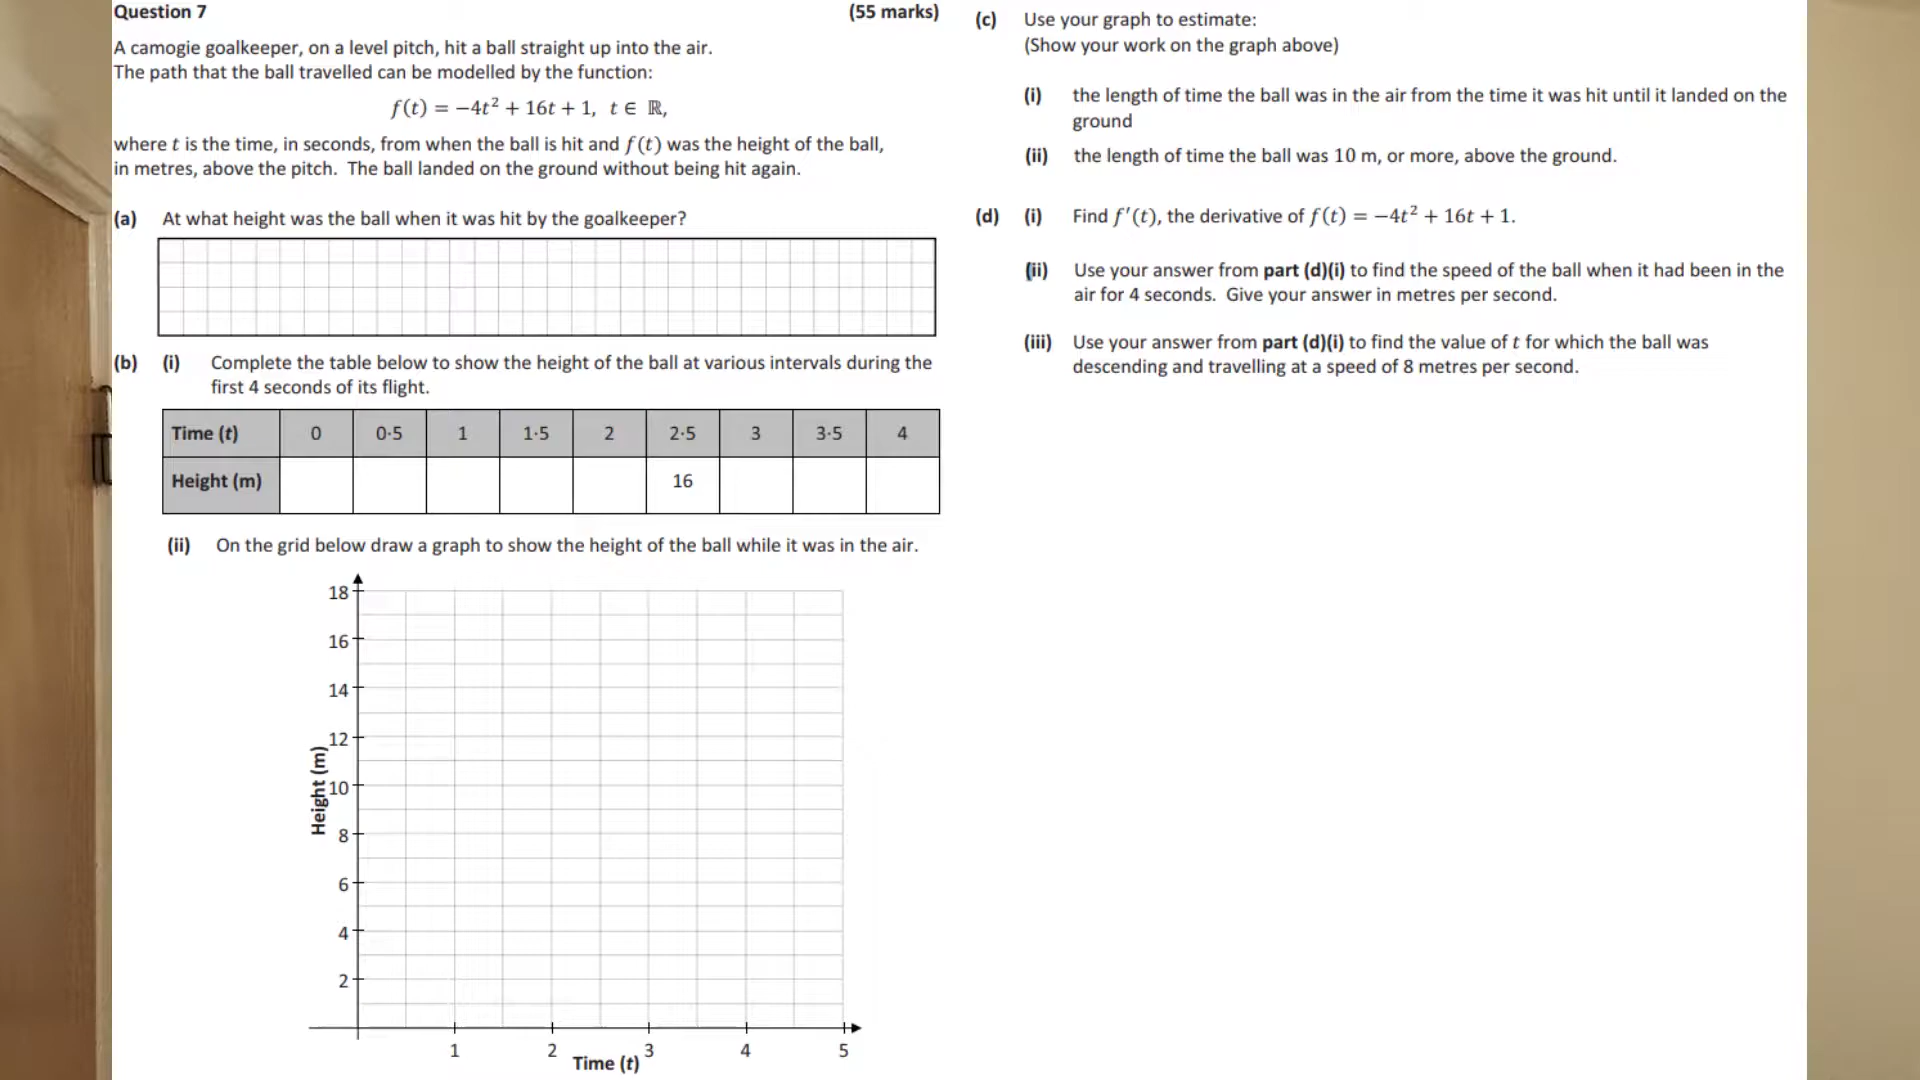 Question 7 (55 marks)
A camogie goalkeeper, on a level pitch, hit a ball straight up into the air.
The path that the ball travelled can be modelled by the function:
f(t) = −4t² + 16t + 1, t ∈ ℝ,
where t is the time, in seconds, from when the ball is hit and f(t) was the height of the ball,
in metres, above the pitch. The ball landed on the ground without being hit again.
(a) At what height was the ball when it was hit by the goalkeeper?
(b) (i) Complete the table below to show the height of the ball at various intervals during the
first 4 seconds of its flight.
Time (t) 0 0·5 1 1·5 2 2·5 3 3·5 4
Height (m) 16
(ii) On the grid below draw a graph to show the height of the ball while it was in the air.
18
16
14
12
10
8
6
4
2
Height (m)
1 2 3 4 5
Time (t)
(c) Use your graph to estimate:
(Show your work on the graph above)
(i) the length of time the ball was in the air from the time it was hit until it landed on the
ground
(ii) the length of time the ball was 10 m, or more, above the ground.
(d) (i) Find f′(t), the derivative of f(t) = −4t² + 16t + 1.
(ii) Use your answer from part (d)(i) to find the speed of the ball when it had been in the
air for 4 seconds. Give your answer in metres per second.
(iii) Use your answer from part (d)(i) to find the value of t for which the ball was
descending and travelling at a speed of 8 metres per second.